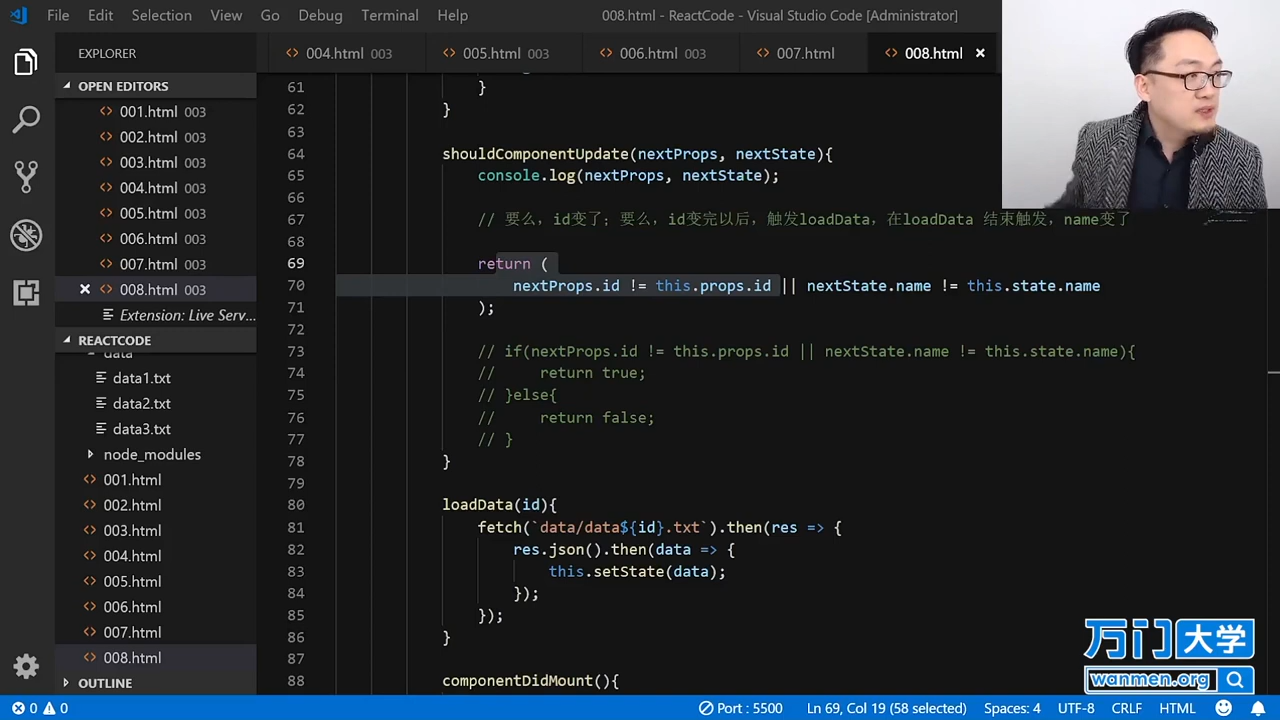 File Edit Selection View Go Debug Terminal Help
008.html - ReactCode - Visual Studio Code [Administrator]
EXPLORER
004.html 003
005.html 003
006.html 003
007.html
008.html
OPEN EDITORS
001.html 003
002.html 003
003.html 003
004.html 003
005.html 003
006.html 003
007.html 003
008.html 003
Extension: Live Serv...
REACTCODE
data
data1.txt
data2.txt
data3.txt
node_modules
001.html
002.html
003.html
004.html
005.html
006.html
007.html
008.html
OUTLINE
61 }
62 }
63
64 shouldComponentUpdate(nextProps, nextState){
65 console.log(nextProps, nextState);
66
67 // 要么，id变了；要么，id变完以后，触发loadData，在loadData 结束触发，name变了
68
69 return (
70 nextProps.id != this.props.id || nextState.name != this.state.name
71 );
72
73 // if(nextProps.id != this.props.id || nextState.name != this.state.name){
74 // return true;
75 // }else{
76 // return false;
77 // }
78 }
79
80 loadData(id){
81 fetch(`data/data${id}.txt`).then(res => {
82 res.json().then(data => {
83 this.setState(data);
84 });
85 });
86 }
87
88 componentDidMount(){
万门大学
wanmen.org
0 0
Port : 5500
Ln 69, Col 19 (58 selected)
Spaces: 4
UTF-8
CRLF
HTML